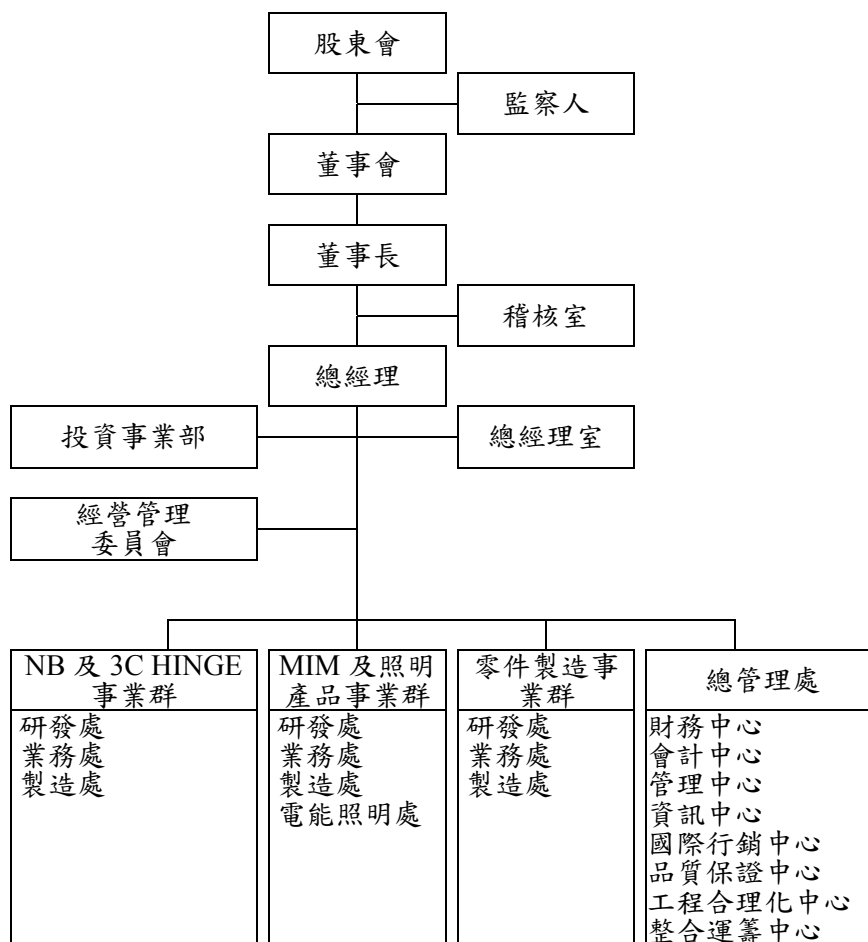 股東會
監察人
董事會
董事長
稽核室
總經理
投資事業部
總經理室
經營管理
委員會
NB 及 3C HINGE
事業群
研發處
業務處
製造處
MIM 及照明
產品事業群
研發處
業務處
製造處
電能照明處
零件製造事
業群
研發處
業務處
製造處
總管理處
財務中心
會計中心
管理中心
資訊中心
國際行銷中心
品質保證中心
工程合理化中心
整合運籌中心